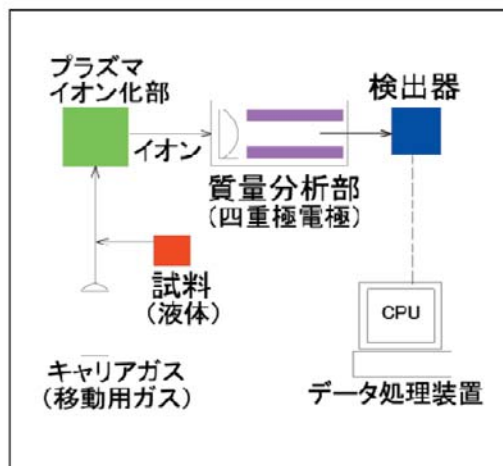 プラズマ
イオン化部
イオン
質量分析部
(四重極電極)
検出器
試料
(液体)
キャリアガス
(移動用ガス)
CPU
データ処理装置